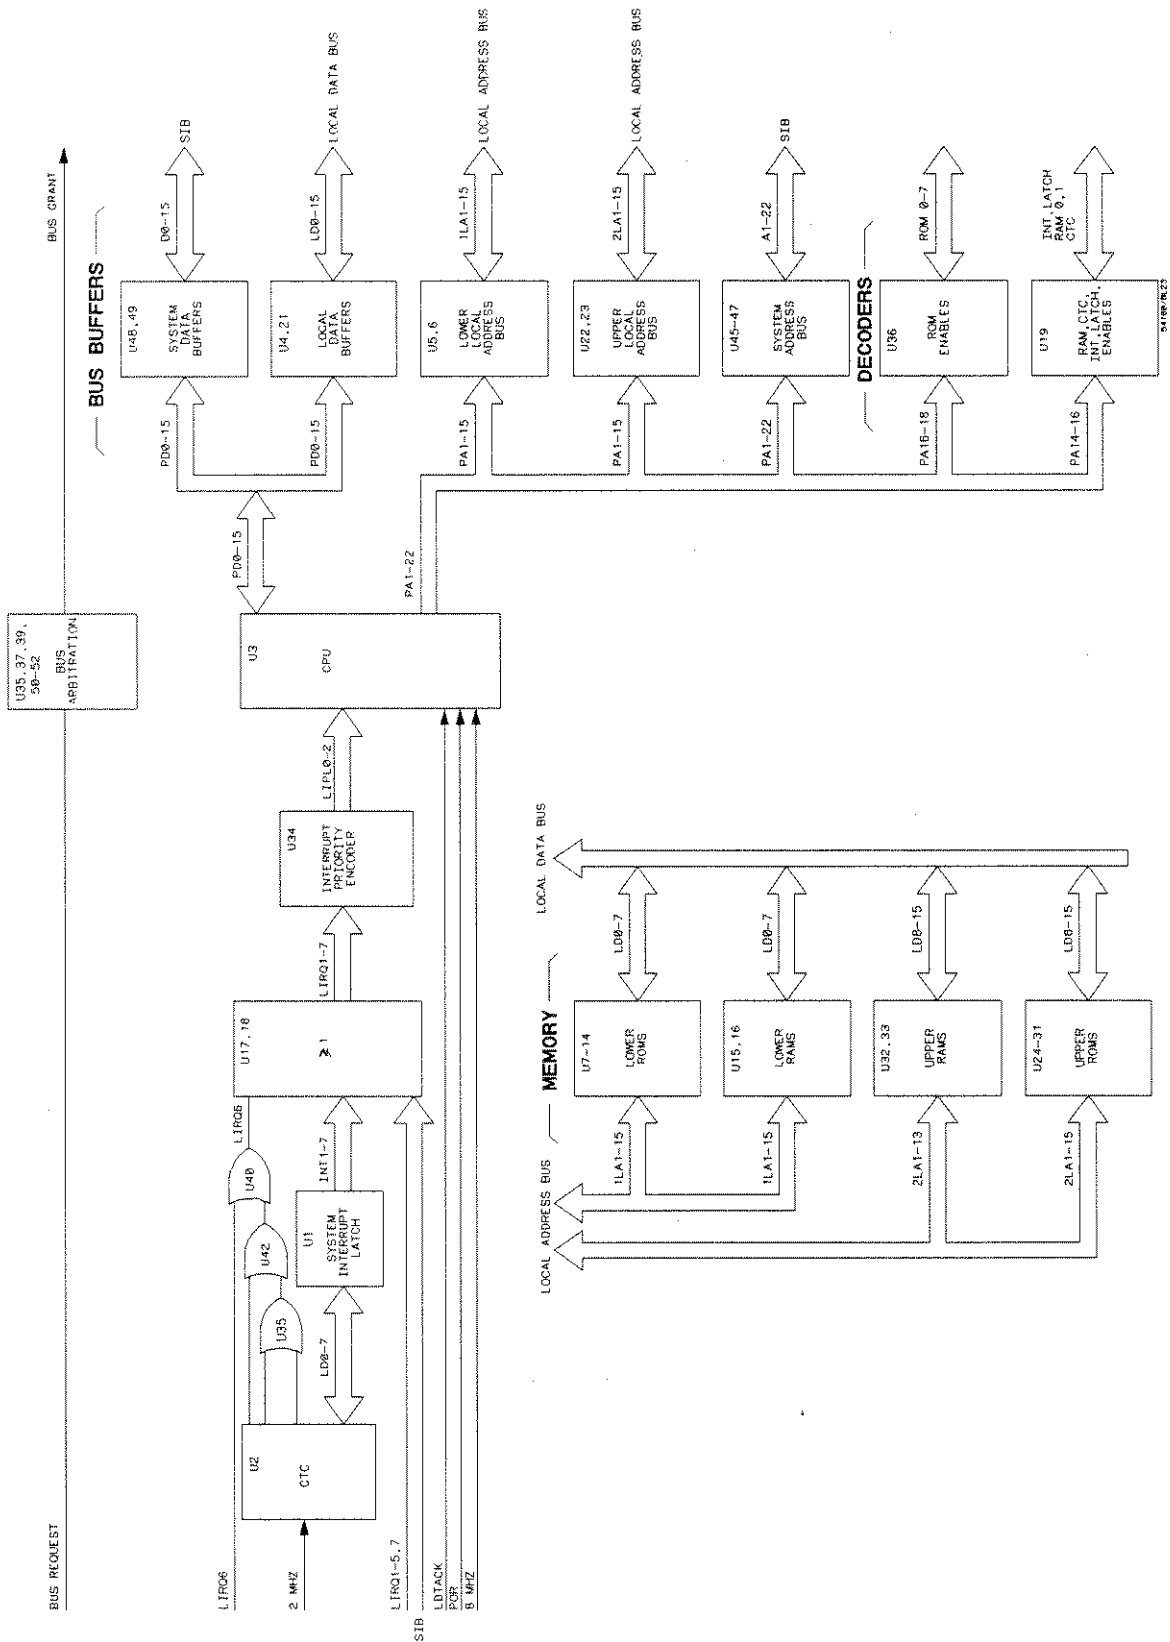 BUS REQUEST
U35.37.39.
50-52
BUS
ARBITRATION
BUS GRANT
LIRQ6
2 MHZ
U2
CTC
U35
U42
U40
LIRQ6
LD0-7
U1
SYSTEM
INTERRUPT
LATCH
INT1-7
LIRQ1-5.7
SIB
LDTACK
POR
8 MHZ
U17.18
≥1
LIRQ1-7
U34
INTERRUPT
PRIORITY
ENCODER
LIPL0-2
U3
CPU
PD0-15
PA1-22
BUS BUFFERS
PD0-15
U48.49
SYSTEM
DATA
BUFFERS
D0-15
SIB
PD0-15
U4.21
LOCAL
DATA
BUFFERS
LD0-15
LOCAL DATA BUS
PA1-15
U5.6
LOWER
LOCAL
ADDRESS
BUS
1LA1-15
LOCAL ADDRESS BUS
PA1-15
U22.23
UPPER
LOCAL
ADDRESS
BUS
2LA1-15
LOCAL ADDRESS BUS
PA1-22
U45-47
SYSTEM
ADDRESS
BUS
A1-22
SIB
DECODERS
PA16-18
U36
ROM
ENABLES
ROM 0-7
PA14-16
U19
RAM,CTC,
INT,LATCH.
ENABLES
INT,LATCH
RAM 0,1
CTC
LOCAL ADDRESS BUS
MEMORY
LOCAL DATA BUS
1LA1-15
U7-14
LOWER
ROMS
LD0-7
1LA1-15
U15,16
LOWER
RAMS
LD0-7
2LA1-13
U32.33
UPPER
RAMS
LD8-15
2LA1-15
U24-31
UPPER
ROMS
LD8-15